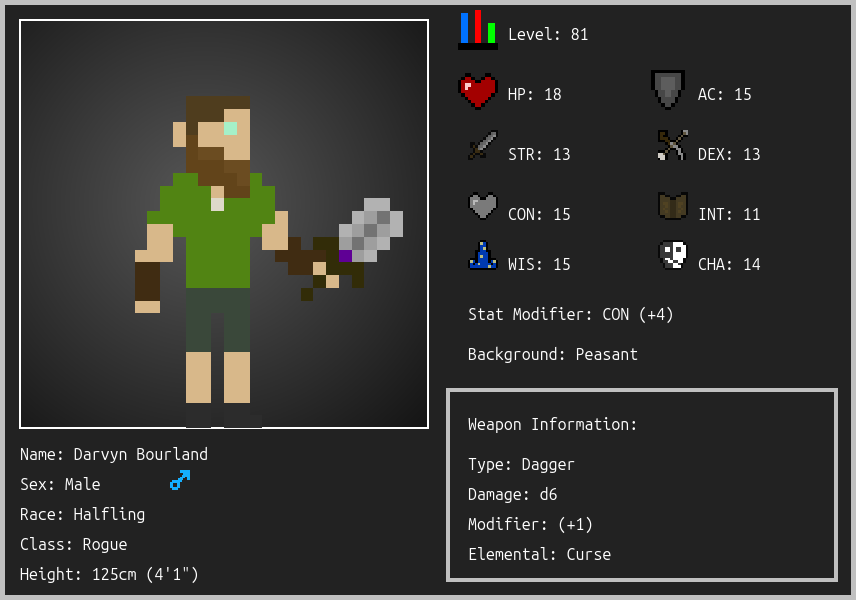 Level: 81
HP: 18
AC: 15
STR: 13
DEX: 13
CON: 15
INT: 11
WIS: 15
CHA: 14
Stat Modifier: CON (+4)
Background: Peasant
Weapon Information:
Type: Dagger
Damage: d6
Modifier: (+1)
Elemental: Curse
Name: Darvyn Bourland
Sex: Male
Race: Halfling
Class: Rogue
Height: 125cm (4'1")